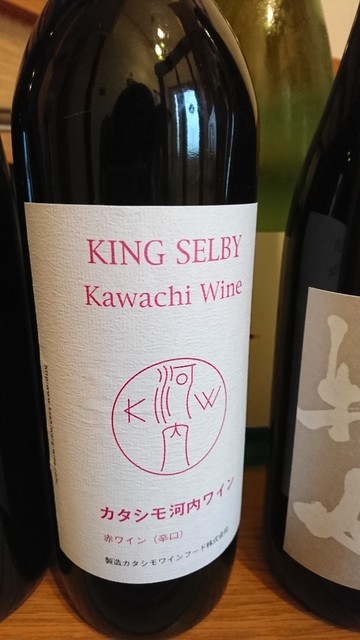 KING SELBY
Kawachi Wine
K 河内 W
カタシモ河内ワイン
赤ワイン（辛口）
製造カタシモワインフード株式会社